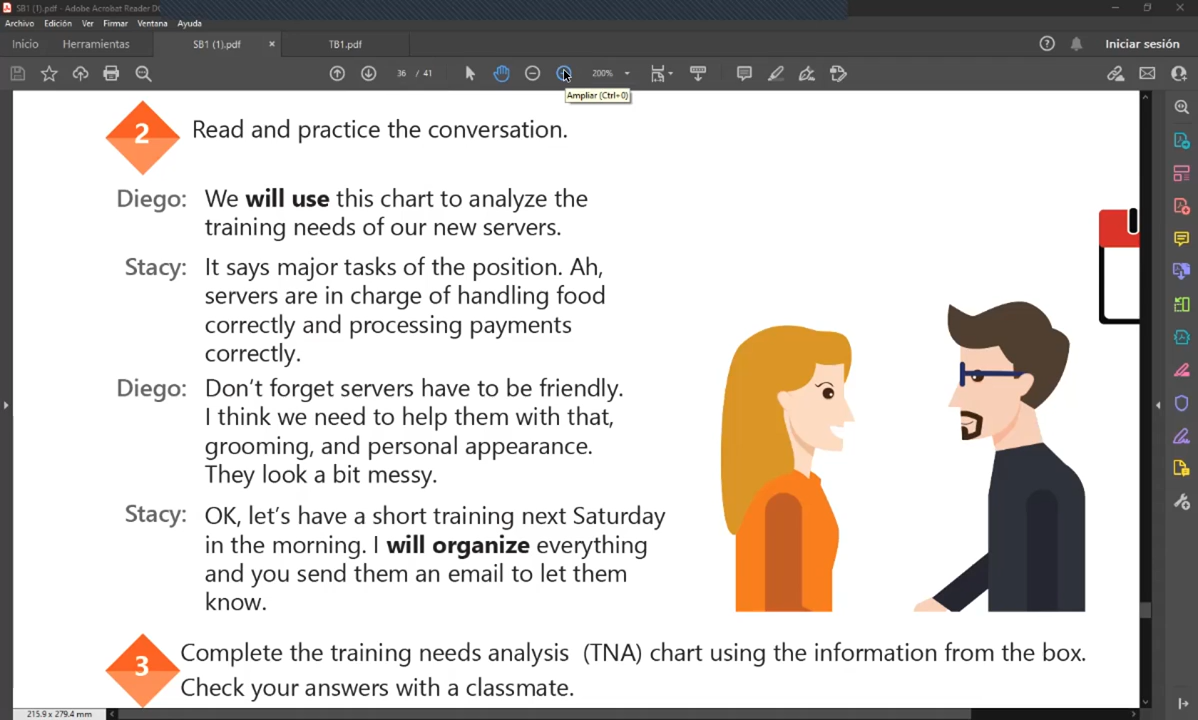 SB1 (1).pdf - Adobe Acrobat Reader DC
Archivo Edición Ver Firmar Ventana Ayuda
Inicio Herramientas SB1 (1).pdf × TB1.pdf Iniciar sesión
36 / 41 200%
Ampliar (Ctrl+0)
2 Read and practice the conversation.
Diego: We will use this chart to analyze the
training needs of our new servers.
Stacy: It says major tasks of the position. Ah,
servers are in charge of handling food
correctly and processing payments
correctly.
Diego: Don't forget servers have to be friendly.
I think we need to help them with that,
grooming, and personal appearance.
They look a bit messy.
Stacy: OK, let's have a short training next Saturday
in the morning. I will organize everything
and you send them an email to let them
know.
3 Complete the training needs analysis (TNA) chart using the information from the box.
Check your answers with a classmate.
215.9 x 279.4 mm